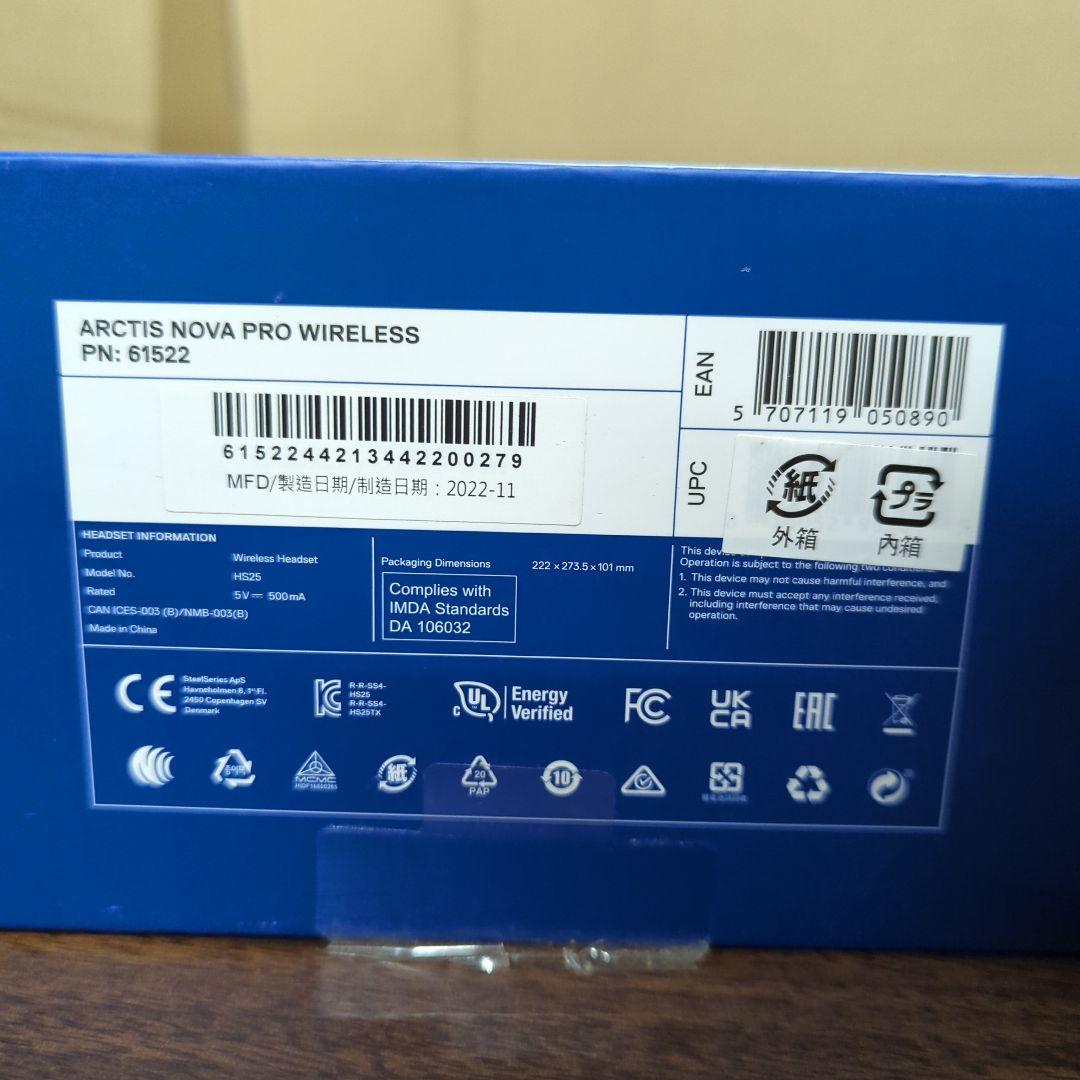 ARCTIS NOVA PRO WIRELESS
PN: 61522
EAN
5 707119 050890
6152244213442200279
MFD/製造日期/制造日期：2022-11
UPC
紙
外箱
プラ
內箱
HEADSET INFORMATION
Product Wireless Headset
Model No. HS25
Rated 5V⎓ 500mA
CAN ICES-003 (B)/NMB-003(B)
Made in China
Packaging Dimensions 222 x 273.5 x 101 mm
Complies with
IMDA Standards
DA 106032
This
Operation is subject to the following two
1. This device may not cause harmful interference, and
2. This device must accept any interference received,
including interference that may cause undesired
operation.
CE
SteelSeries ApS
Havneholmen 8, 1st Fl.
2450 Copenhagen SV
Denmark
R-R-SS4-
HS25
R-R-SS4-
HS25TX
c UL Energy
Verified
FC
UK
CA
EAC
MCMC
紙
20
PAP
10